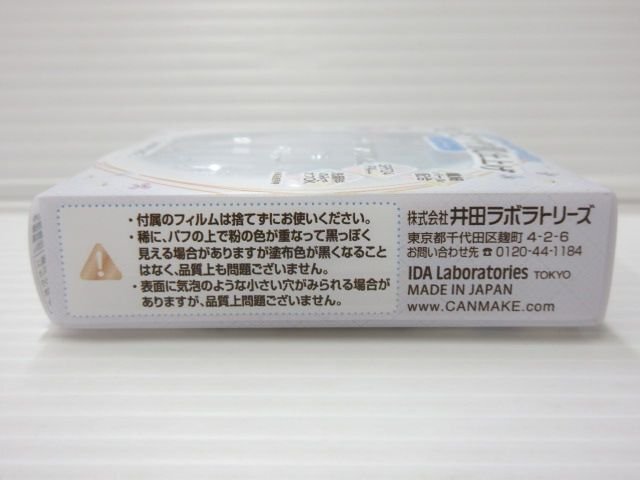 ・付属のフィルムは捨てずにお使いください。
・稀に、パフの上で粉の色が重なって黒っぽく
見える場合がありますが塗布色が黒くなること
はなく、品質上も問題ございません。
・表面に気泡のような小さい穴がみられる場合が
ありますが、品質上問題ございません。
株式会社 井田ラボラトリーズ
東京都千代田区麹町 4-2-6
お問い合わせ先 ☎ 0120-44-1184
IDA Laboratories TOKYO
MADE IN JAPAN
www.CANMAKE.com